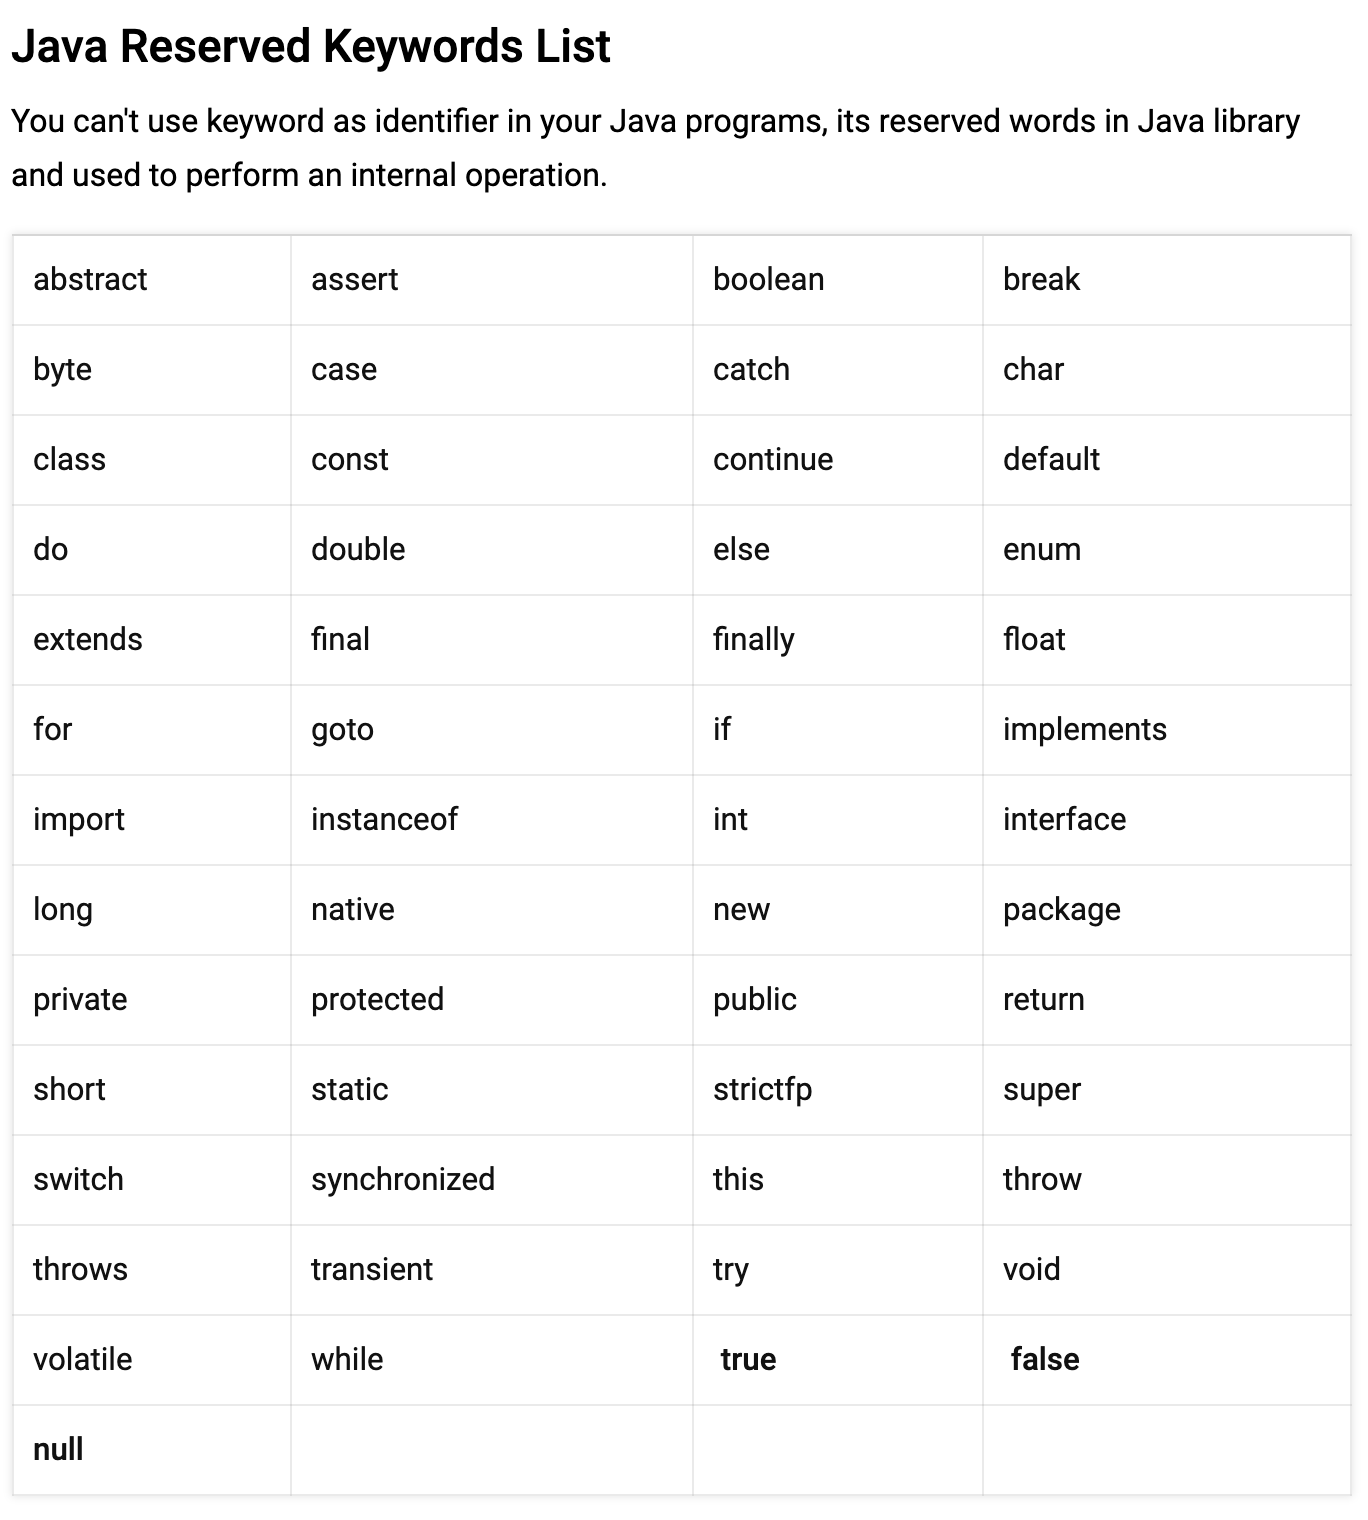 Java Reserved Keywords List
You can't use keyword as identifier in your Java programs, its reserved words in Java library
and used to perform an internal operation.
abstract assert boolean break
byte case catch char
class const continue default
do double else enum
extends final finally float
for goto if implements
import instanceof int interface
long native new package
private protected public return
short static strictfp super
switch synchronized this throw
throws transient try void
volatile while true false
null